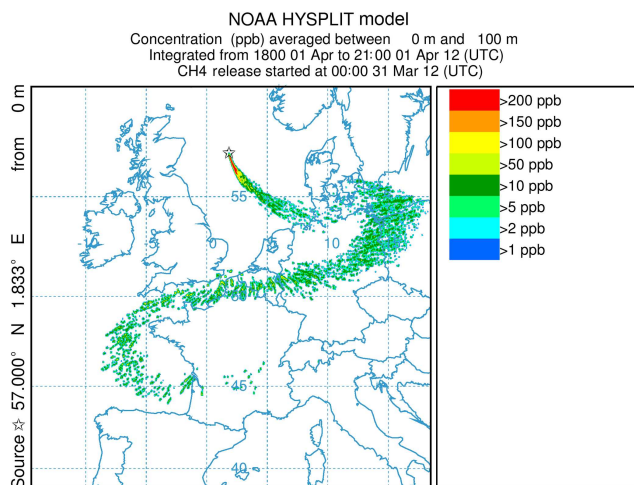 NOAA HYSPLIT model
Concentration (ppb) averaged between 0 m and 100 m
Integrated from 1800 01 Apr to 21:00 01 Apr 12 (UTC)
CH4 release started at 00:00 31 Mar 12 (UTC)
Source ☆ 57.000° N 1.833° E from 0 m
>200 ppb
>150 ppb
>100 ppb
>50 ppb
>10 ppb
>5 ppb
>2 ppb
>1 ppb
55
10
45
40